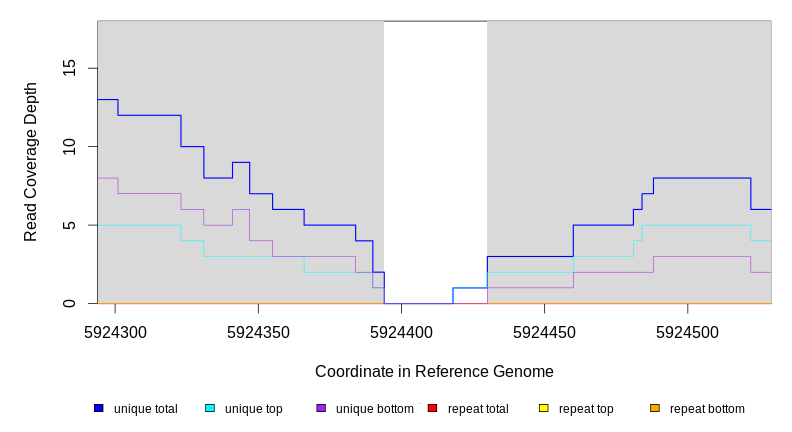 Read Coverage Depth
15
10
5
0
5924300 5924350 5924400 5924450 5924500
Coordinate in Reference Genome
unique total unique top unique bottom repeat total repeat top repeat bottom